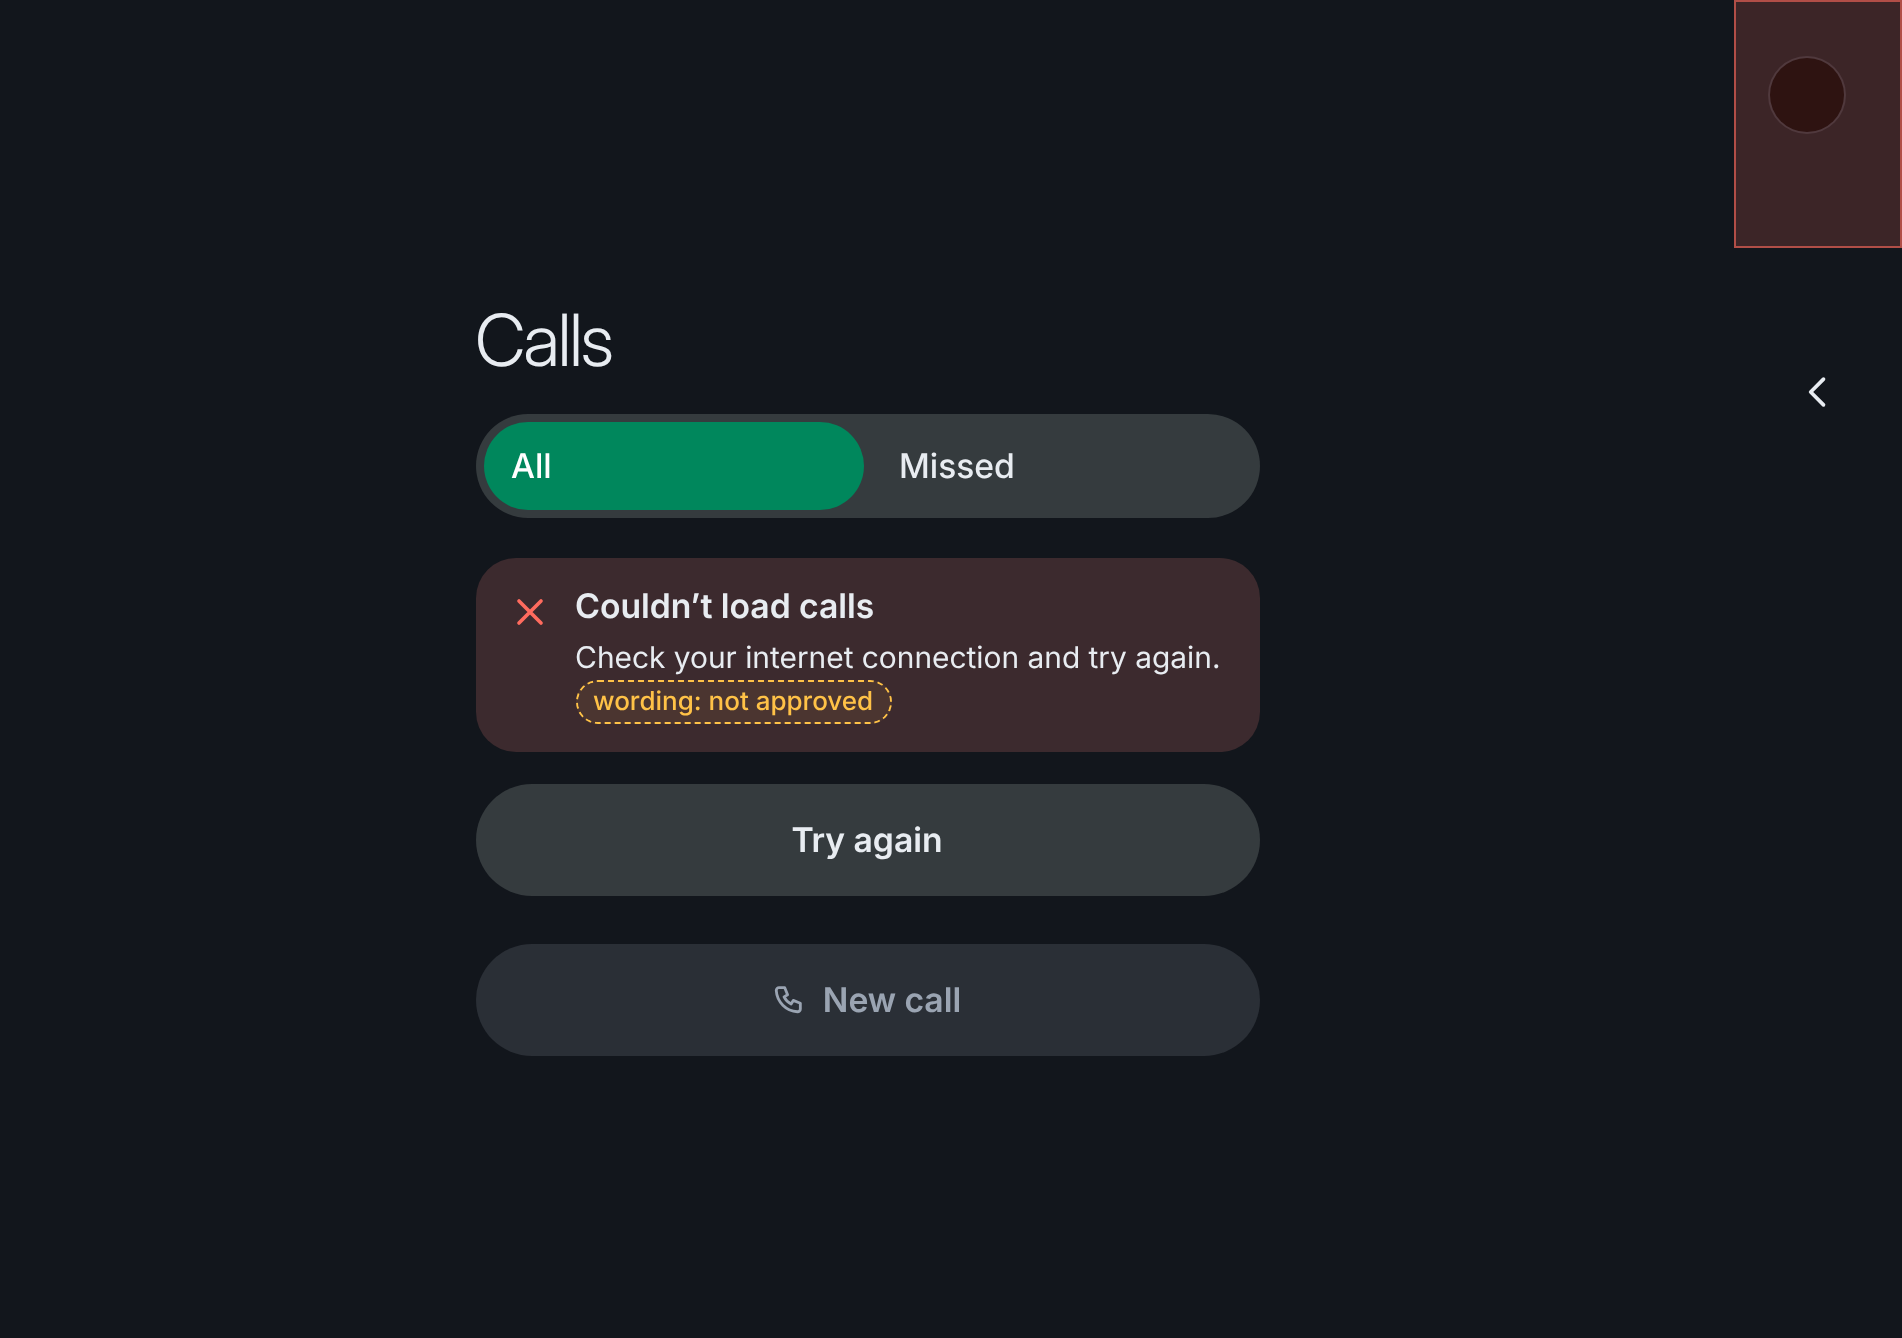 Calls
All
Missed
Couldn’t load calls
Check your internet connection and try again.
wording: not approved
Try again
New call